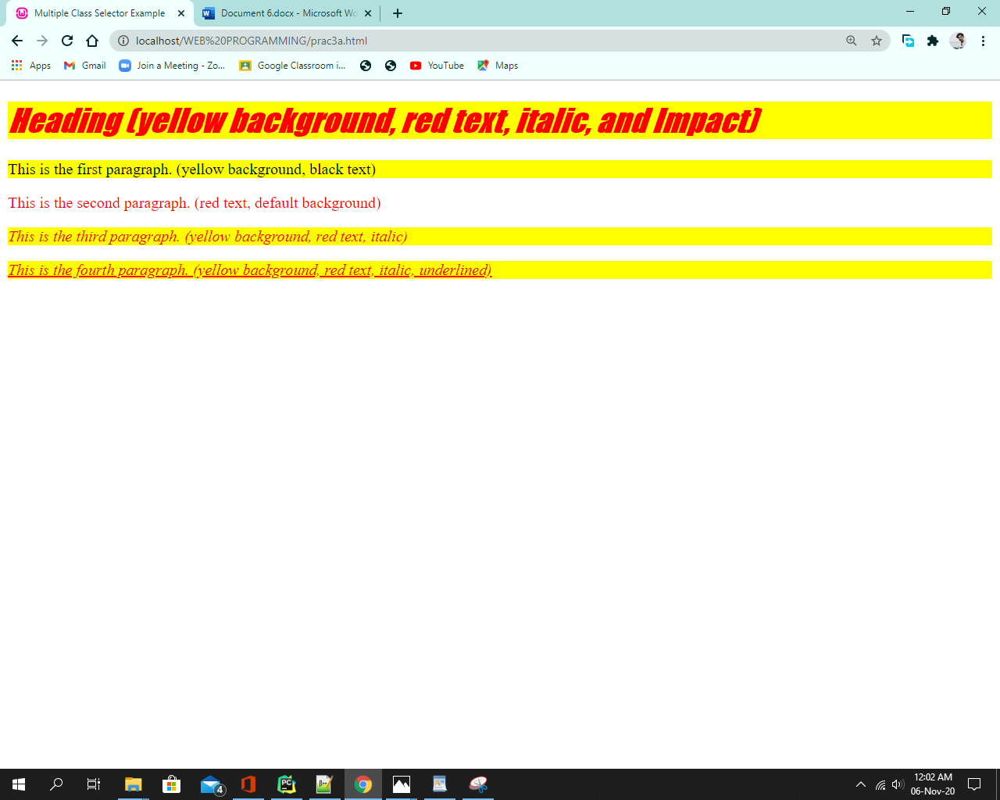 Multiple Class Selector Example
Document 6.docx - Microsoft Wo
localhost/WEB%20PROGRAMMING/prac3a.html
Apps
Gmail
Join a Meeting - Zo...
Google Classroom i...
YouTube
Maps
Heading (yellow background, red text, italic, and Impact)
This is the first paragraph. (yellow background, black text)
This is the second paragraph. (red text, default background)
This is the third paragraph. (yellow background, red text, italic)
This is the fourth paragraph. (yellow background, red text, italic, underlined)
4
PC
12:02 AM
06-Nov-20